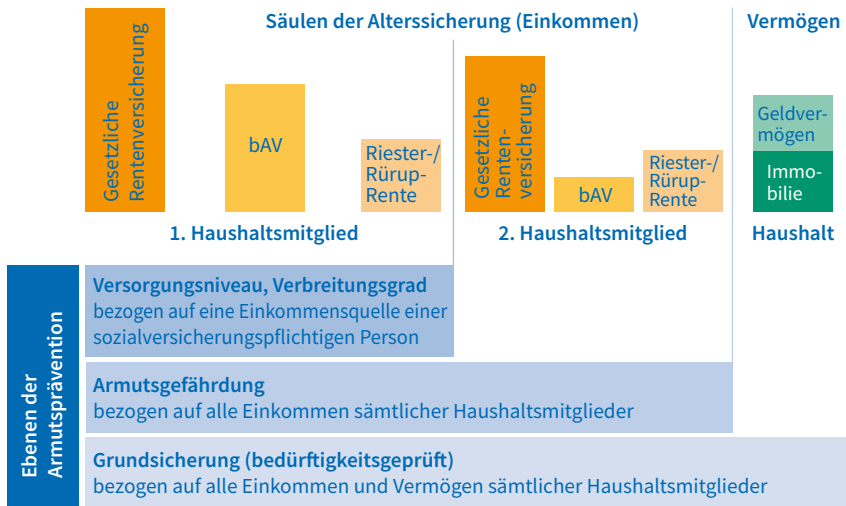 Säulen der Alterssicherung (Einkommen)
Vermögen
Gesetzliche
Rentenversicherung
bAV
Riester-/
Rürup-
Rente
Gesetzliche
Renten-
versicherung
bAV
Riester-/
Rürup-
Rente
Geldver-
mögen
Immo-
bilie
1. Haushaltsmitglied
2. Haushaltsmitglied
Haushalt
Ebenen der
Armutsprävention
Versorgungsniveau, Verbreitungsgrad
bezogen auf eine Einkommensquelle einer
sozialversicherungspflichtigen Person
Armutsgefährdung
bezogen auf alle Einkommen sämtlicher Haushaltsmitglieder
Grundsicherung (bedürftigkeitsgeprüft)
bezogen auf alle Einkommen und Vermögen sämtlicher Haushaltsmitglieder